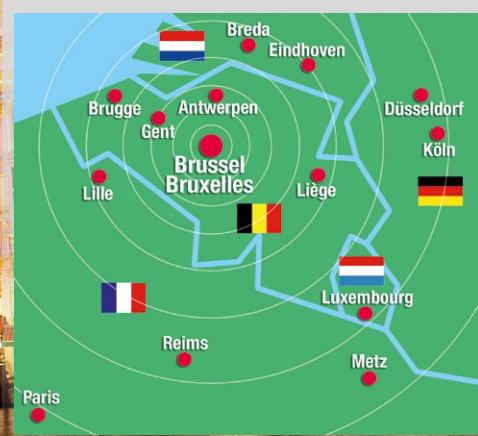 Breda
Eindhoven
Brugge
Antwerpen
Düsseldorf
Gent
Köln
Brussel
Bruxelles
Lille
Liège
Luxembourg
Reims
Metz
Paris